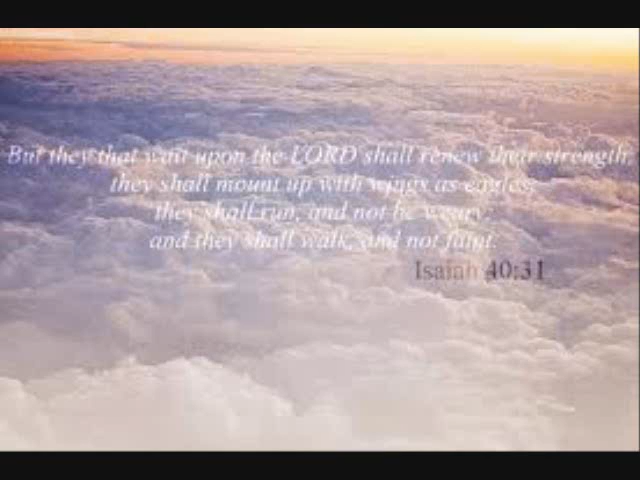 But they that wait upon the LORD shall renew their strength
they shall mount up with wings as eagles;
they shall run, and not be weary;
and they shall walk, and not faint.
Isaiah 40:31